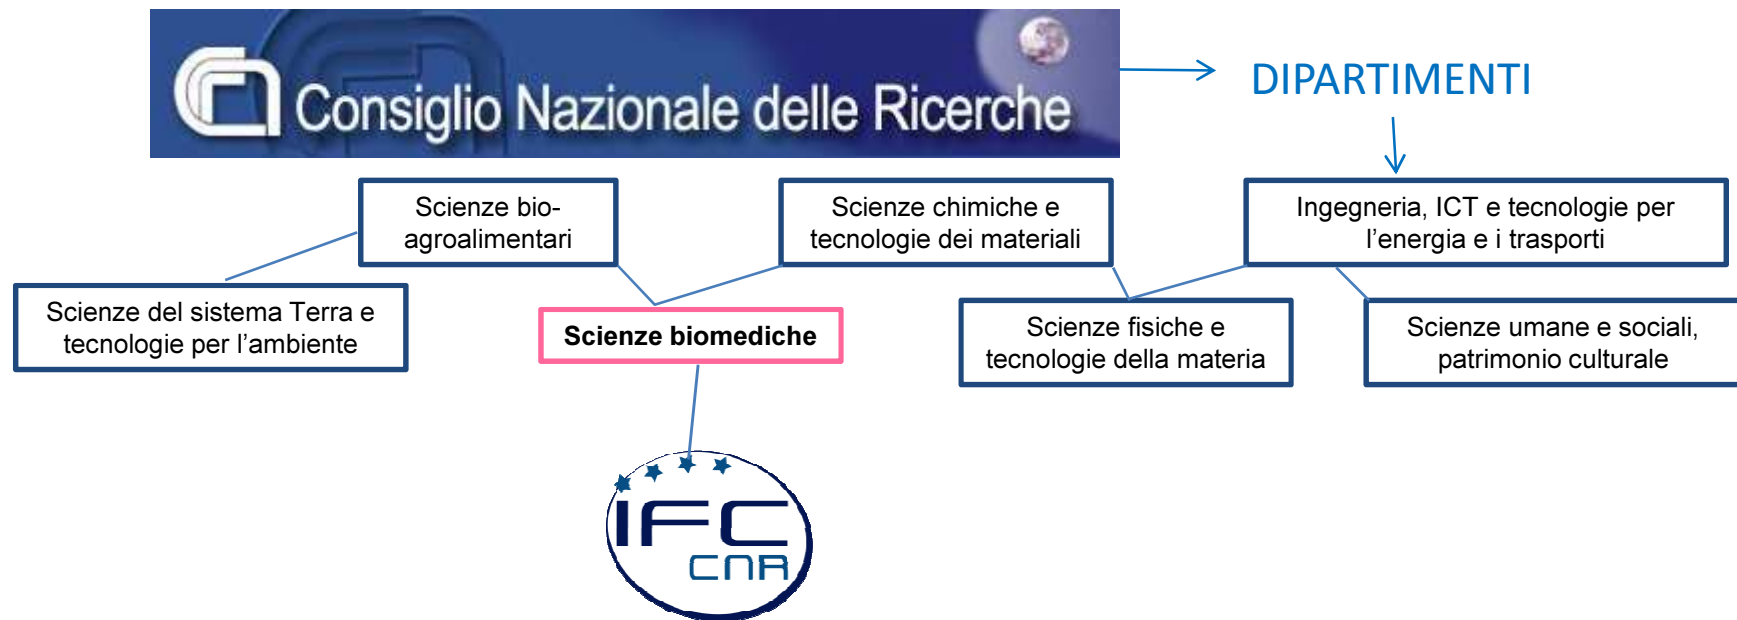 Consiglio Nazionale delle Ricerche
DIPARTIMENTI
Scienze bio-
agroalimentari
Scienze chimiche e
tecnologie dei materiali
Ingegneria, ICT e tecnologie per
l’energia e i trasporti
Scienze del sistema Terra e
tecnologie per l’ambiente
Scienze biomediche
Scienze fisiche e
tecnologie della materia
Scienze umane e sociali,
patrimonio culturale
IFC
CNR